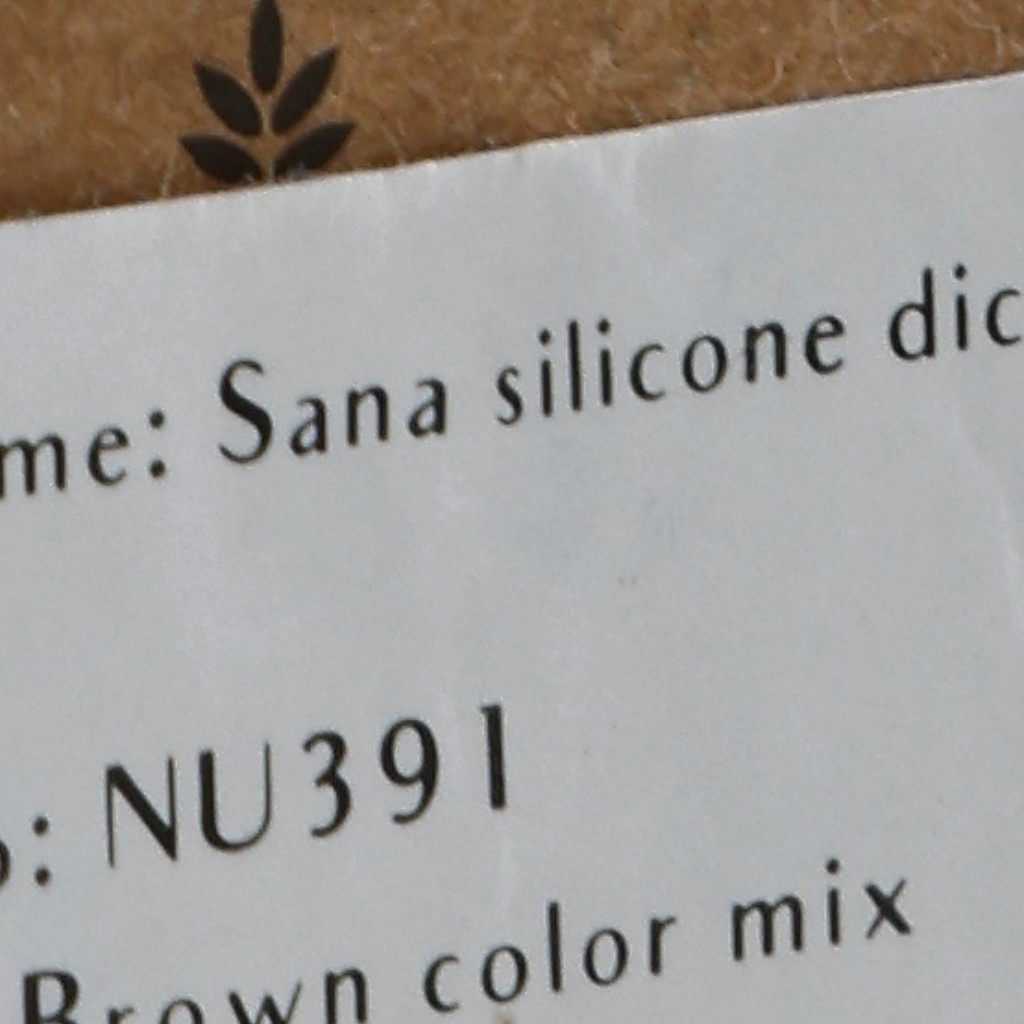 me: Sana silicone dic
o: NU391
Brown color mix